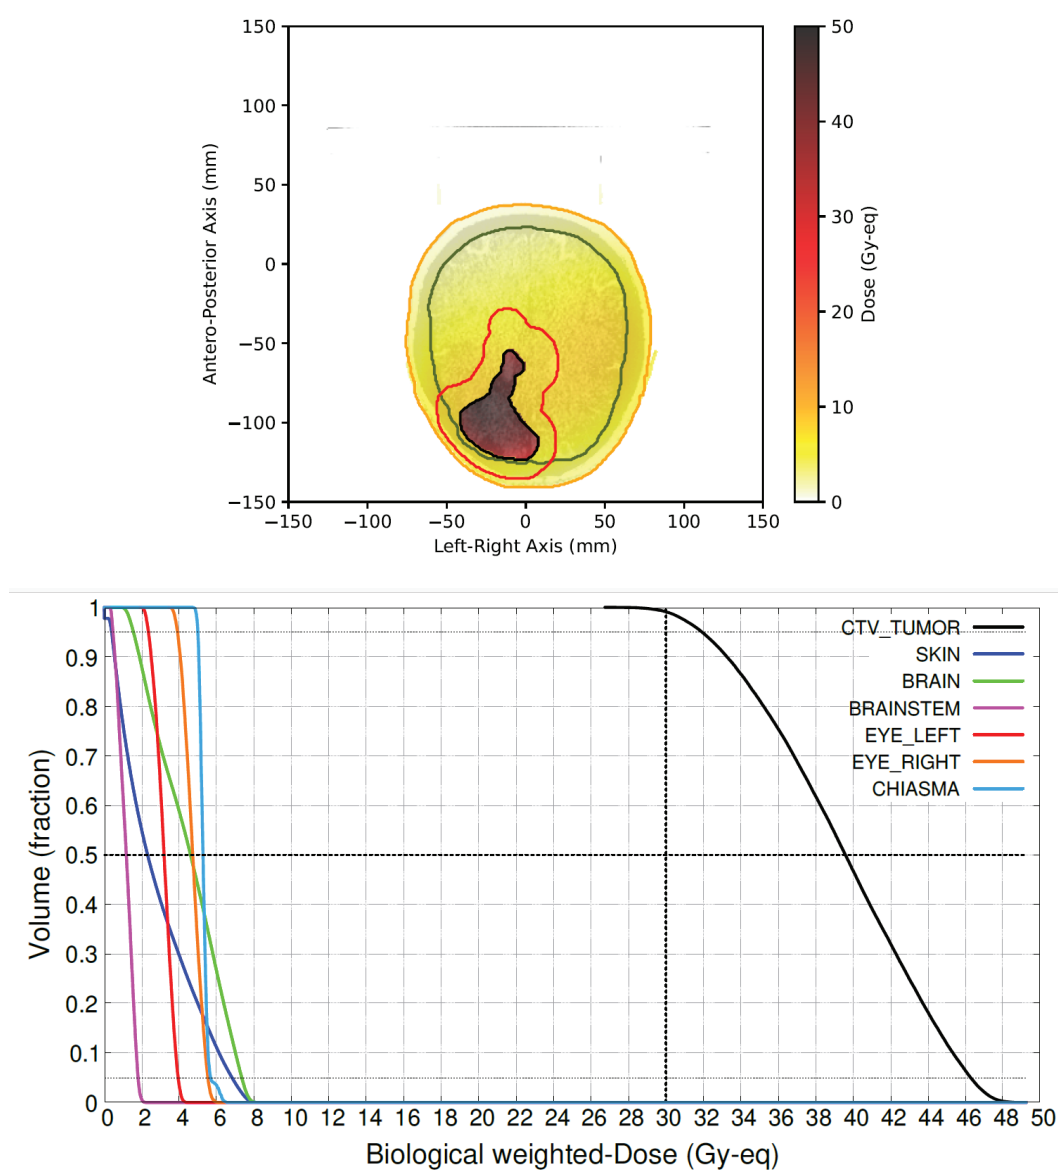 150
100
50
0
−50
−100
−150
−150 −100 −50 0 50 100 150
Left-Right Axis (mm)
Antero-Posterior Axis (mm)
50
40
30
20
10
0
Dose (Gy-eq)
1
0.9
0.8
0.7
0.6
0.5
0.4
0.3
0.2
0.1
0
Volume (fraction)
CTV_TUMOR
SKIN
BRAIN
BRAINSTEM
EYE_LEFT
EYE_RIGHT
CHIASMA
0 2 4 6 8 10 12 14 16 18 20 22 24 26 28 30 32 34 36 38 40 42 44 46 48 50
Biological weighted-Dose (Gy-eq)